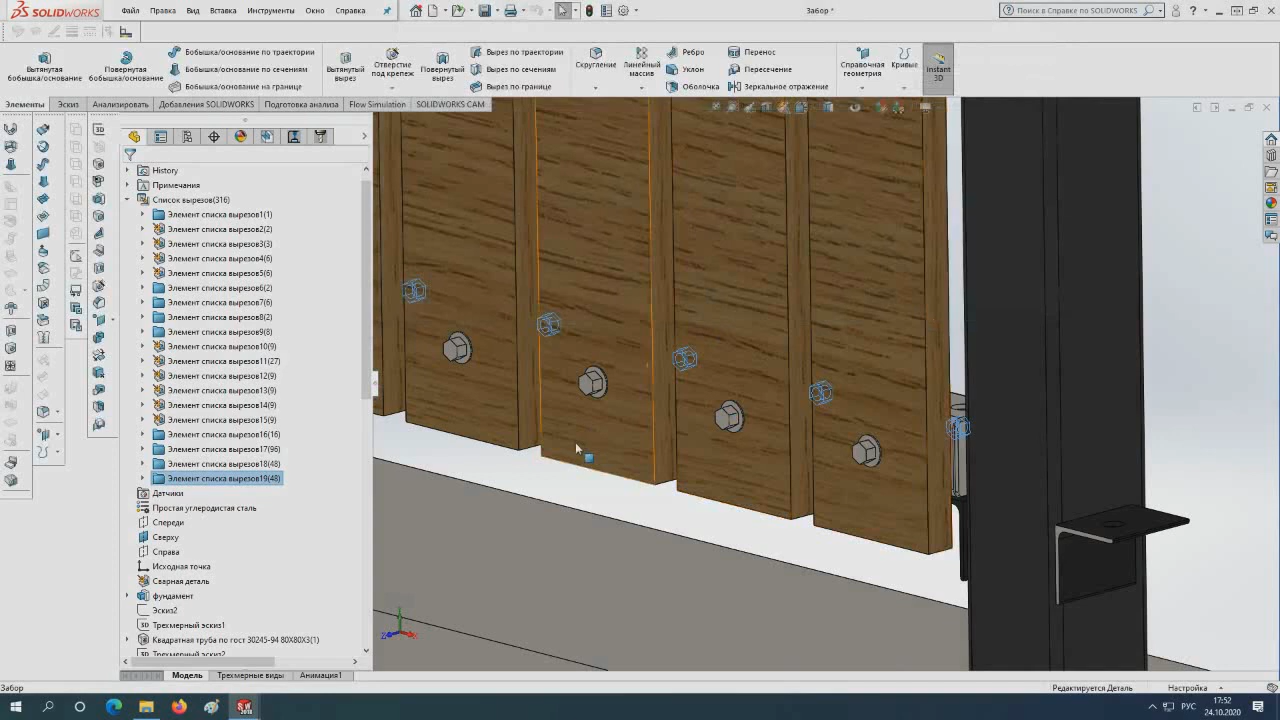 SOLIDWORKS
Файл
Правка
Вид
Вставка
Инструменты
Окно
Справка
Забор *
Поиск в Справке по SOLIDWORKS
Вытянутая бобышка/основание
Повернутая бобышка/основание
Бобышка/основание по траектории
Бобышка/основание по сечениям
Бобышка/основание на границе
Вытянутый вырез
Отверстие под крепеж
Повернутый вырез
Вырез по траектории
Вырез по сечениям
Вырез по границе
Скругление
Линейный массив
Ребро
Уклон
Оболочка
Перенос
Пересечение
Зеркальное отражение
Справочная геометрия
Кривые
Instant 3D
Элементы
Эскиз
Анализировать
Добавления SOLIDWORKS
Подготовка анализа
Flow Simulation
SOLIDWORKS CAM
History
Примечания
Список вырезов(316)
Элемент списка вырезов1(1)
Элемент списка вырезов2(2)
Элемент списка вырезов3(3)
Элемент списка вырезов4(6)
Элемент списка вырезов5(6)
Элемент списка вырезов6(2)
Элемент списка вырезов7(6)
Элемент списка вырезов8(2)
Элемент списка вырезов9(8)
Элемент списка вырезов10(9)
Элемент списка вырезов11(27)
Элемент списка вырезов12(9)
Элемент списка вырезов13(9)
Элемент списка вырезов14(9)
Элемент списка вырезов15(9)
Элемент списка вырезов16(16)
Элемент списка вырезов17(96)
Элемент списка вырезов18(48)
Элемент списка вырезов19(48)
Датчики
Простая углеродистая сталь
Спереди
Сверху
Справа
Исходная точка
Сварная деталь
фундамент
Эскиз2
Трехмерный эскиз1
Квадратная труба по гост 30245-94 80X80X3(1)
Трехмерный эскиз2
Модель
Трехмерные виды
Анимация1
Забор
Редактируется Деталь
Настройка
РУС
17:52
24.10.2020